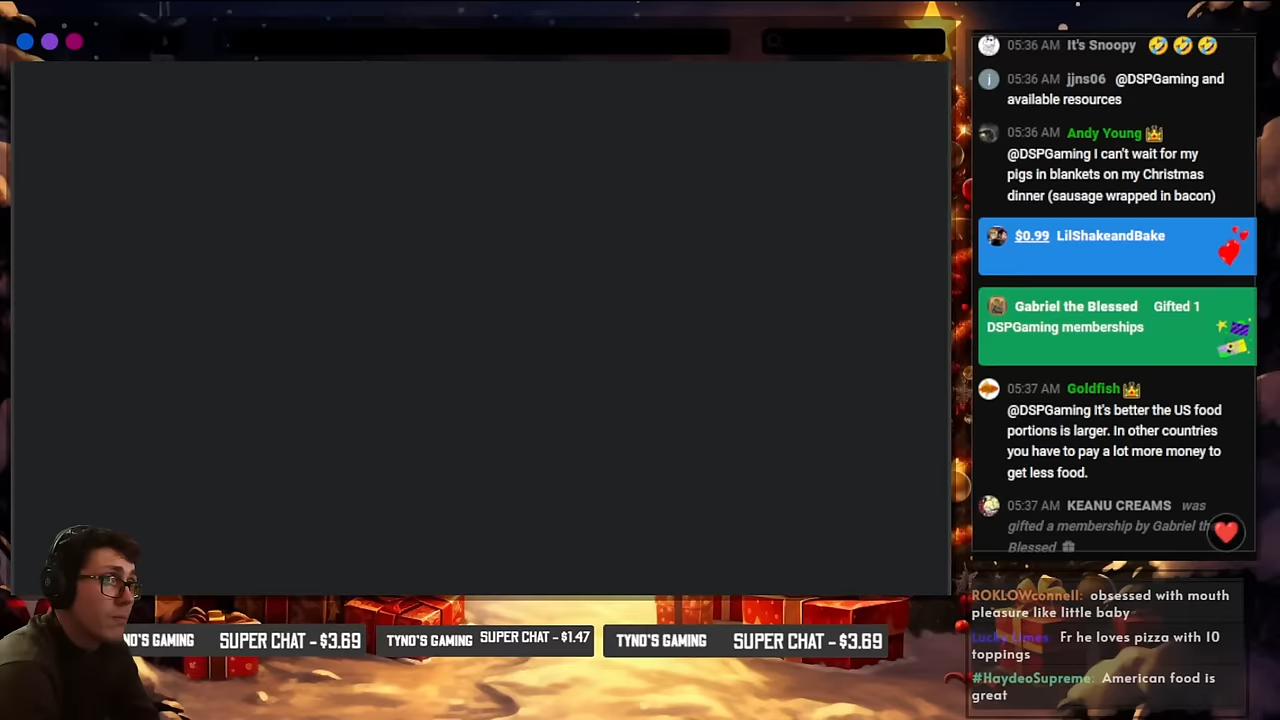 05:36 AM It's Snoopy 🤣🤣🤣
05:36 AM jjns06 @DSPGaming and
available resources
05:36 AM Andy Young
@DSPGaming I can't wait for my
pigs in blankets on my Christmas
dinner (sausage wrapped in bacon)
$0.99 LilShakeandBake
Gabriel the Blessed Gifted 1
DSPGaming memberships
05:37 AM Goldfish
@DSPGaming It's better the US food
portions is larger. In other countries
you have to pay a lot more money to
get less food.
05:37 AM KEANU CREAMS was
gifted a membership by Gabriel th
Blessed
ROKLOWconnell: obsessed with mouth
pleasure like little baby
Lucky Limes: Fr he loves pizza with 10
toppings
#HaydeoSupreme: American food is
great
NO'S GAMING SUPER CHAT - $3.69
TYNO'S GAMING SUPER CHAT - $1.47
TYNO'S GAMING SUPER CHAT - $3.69
j